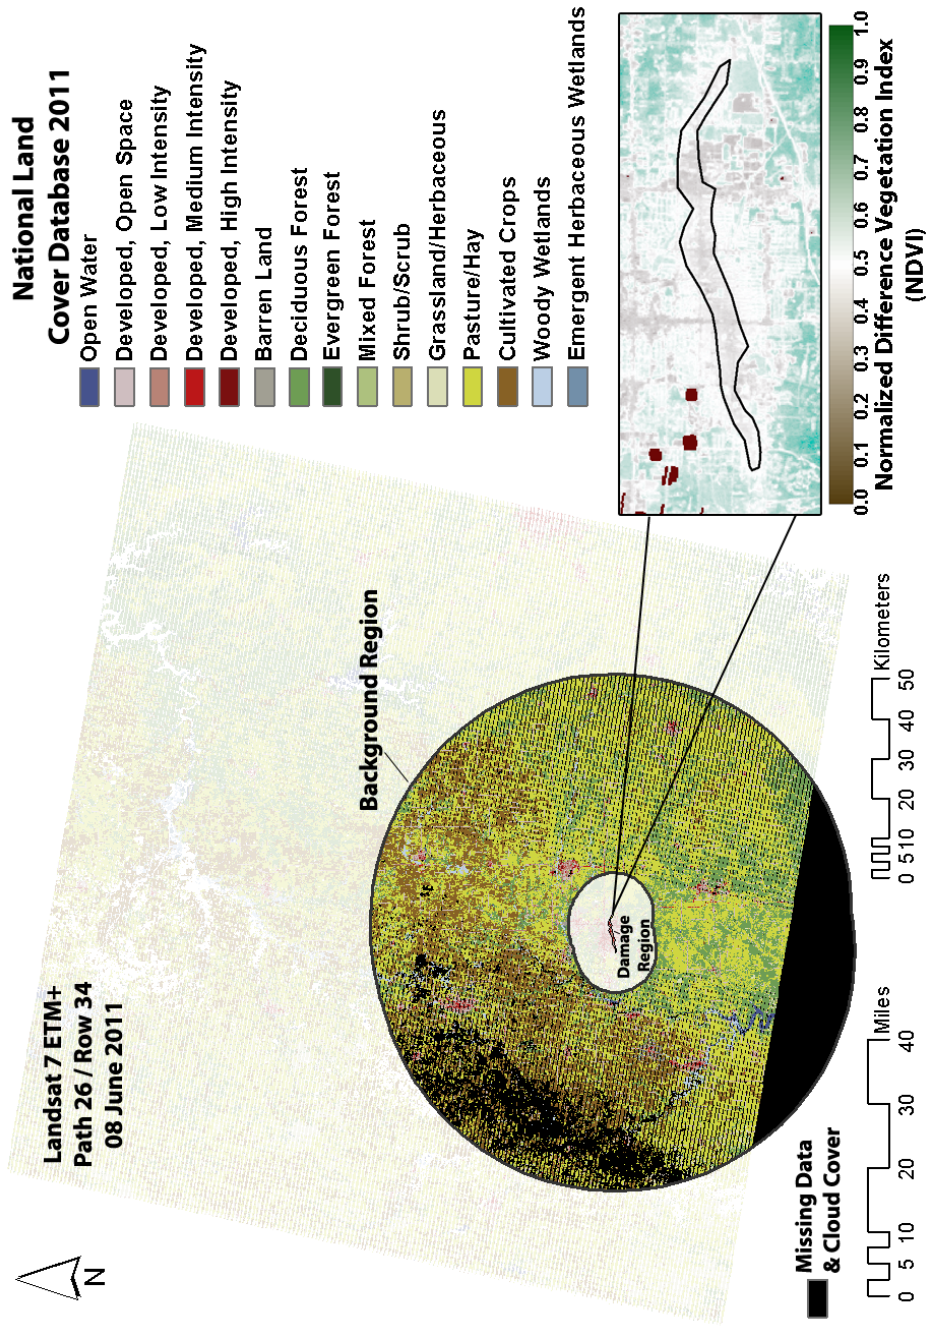 Landsat 7 ETM+
Path 26 / Row 34
08 June 2011
National Land
Cover Database 2011
Open Water
Developed, Open Space
Developed, Low Intensity
Developed, Medium Intensity
Developed, High Intensity
Barren Land
Deciduous Forest
Evergreen Forest
Mixed Forest
Shrub/Scrub
Grassland/Herbaceous
Pasture/Hay
Cultivated Crops
Woody Wetlands
Emergent Herbaceous Wetlands
Background Region
Damage
Region
N
Missing Data
& Cloud Cover
0 5 10 20 30 40
Miles
0 5 10 20 30 40 50
Kilometers
0.0 0.1 0.2 0.3 0.4 0.5 0.6 0.7 0.8 0.9 1.0
Normalized Difference Vegetation Index
(NDVI)